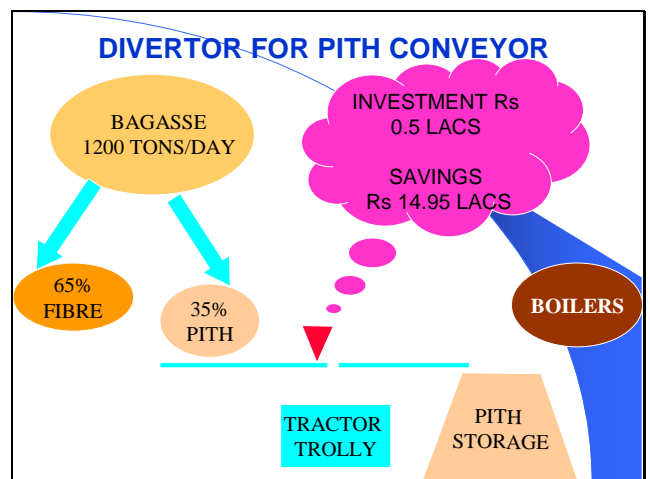 DIVERTOR FOR PITH CONVEYOR
BAGASSE
1200 TONS/DAY
INVESTMENT Rs
0.5 LACS
SAVINGS
Rs 14.95 LACS
65%
FIBRE
35%
PITH
BOILERS
TRACTOR
TROLLY
PITH
STORAGE